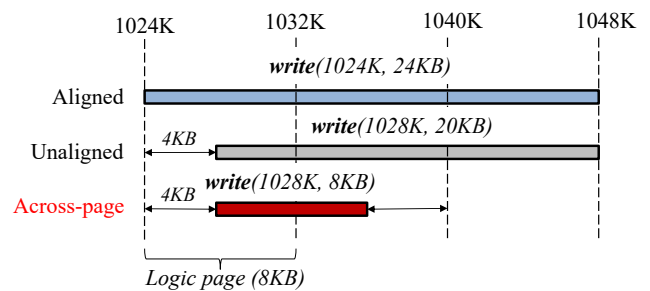 1024K 1032K 1040K 1048K
write(1024K, 24KB)
Aligned
write(1028K, 20KB)
Unaligned 4KB
write(1028K, 8KB)
Across-page 4KB
Logic page (8KB)